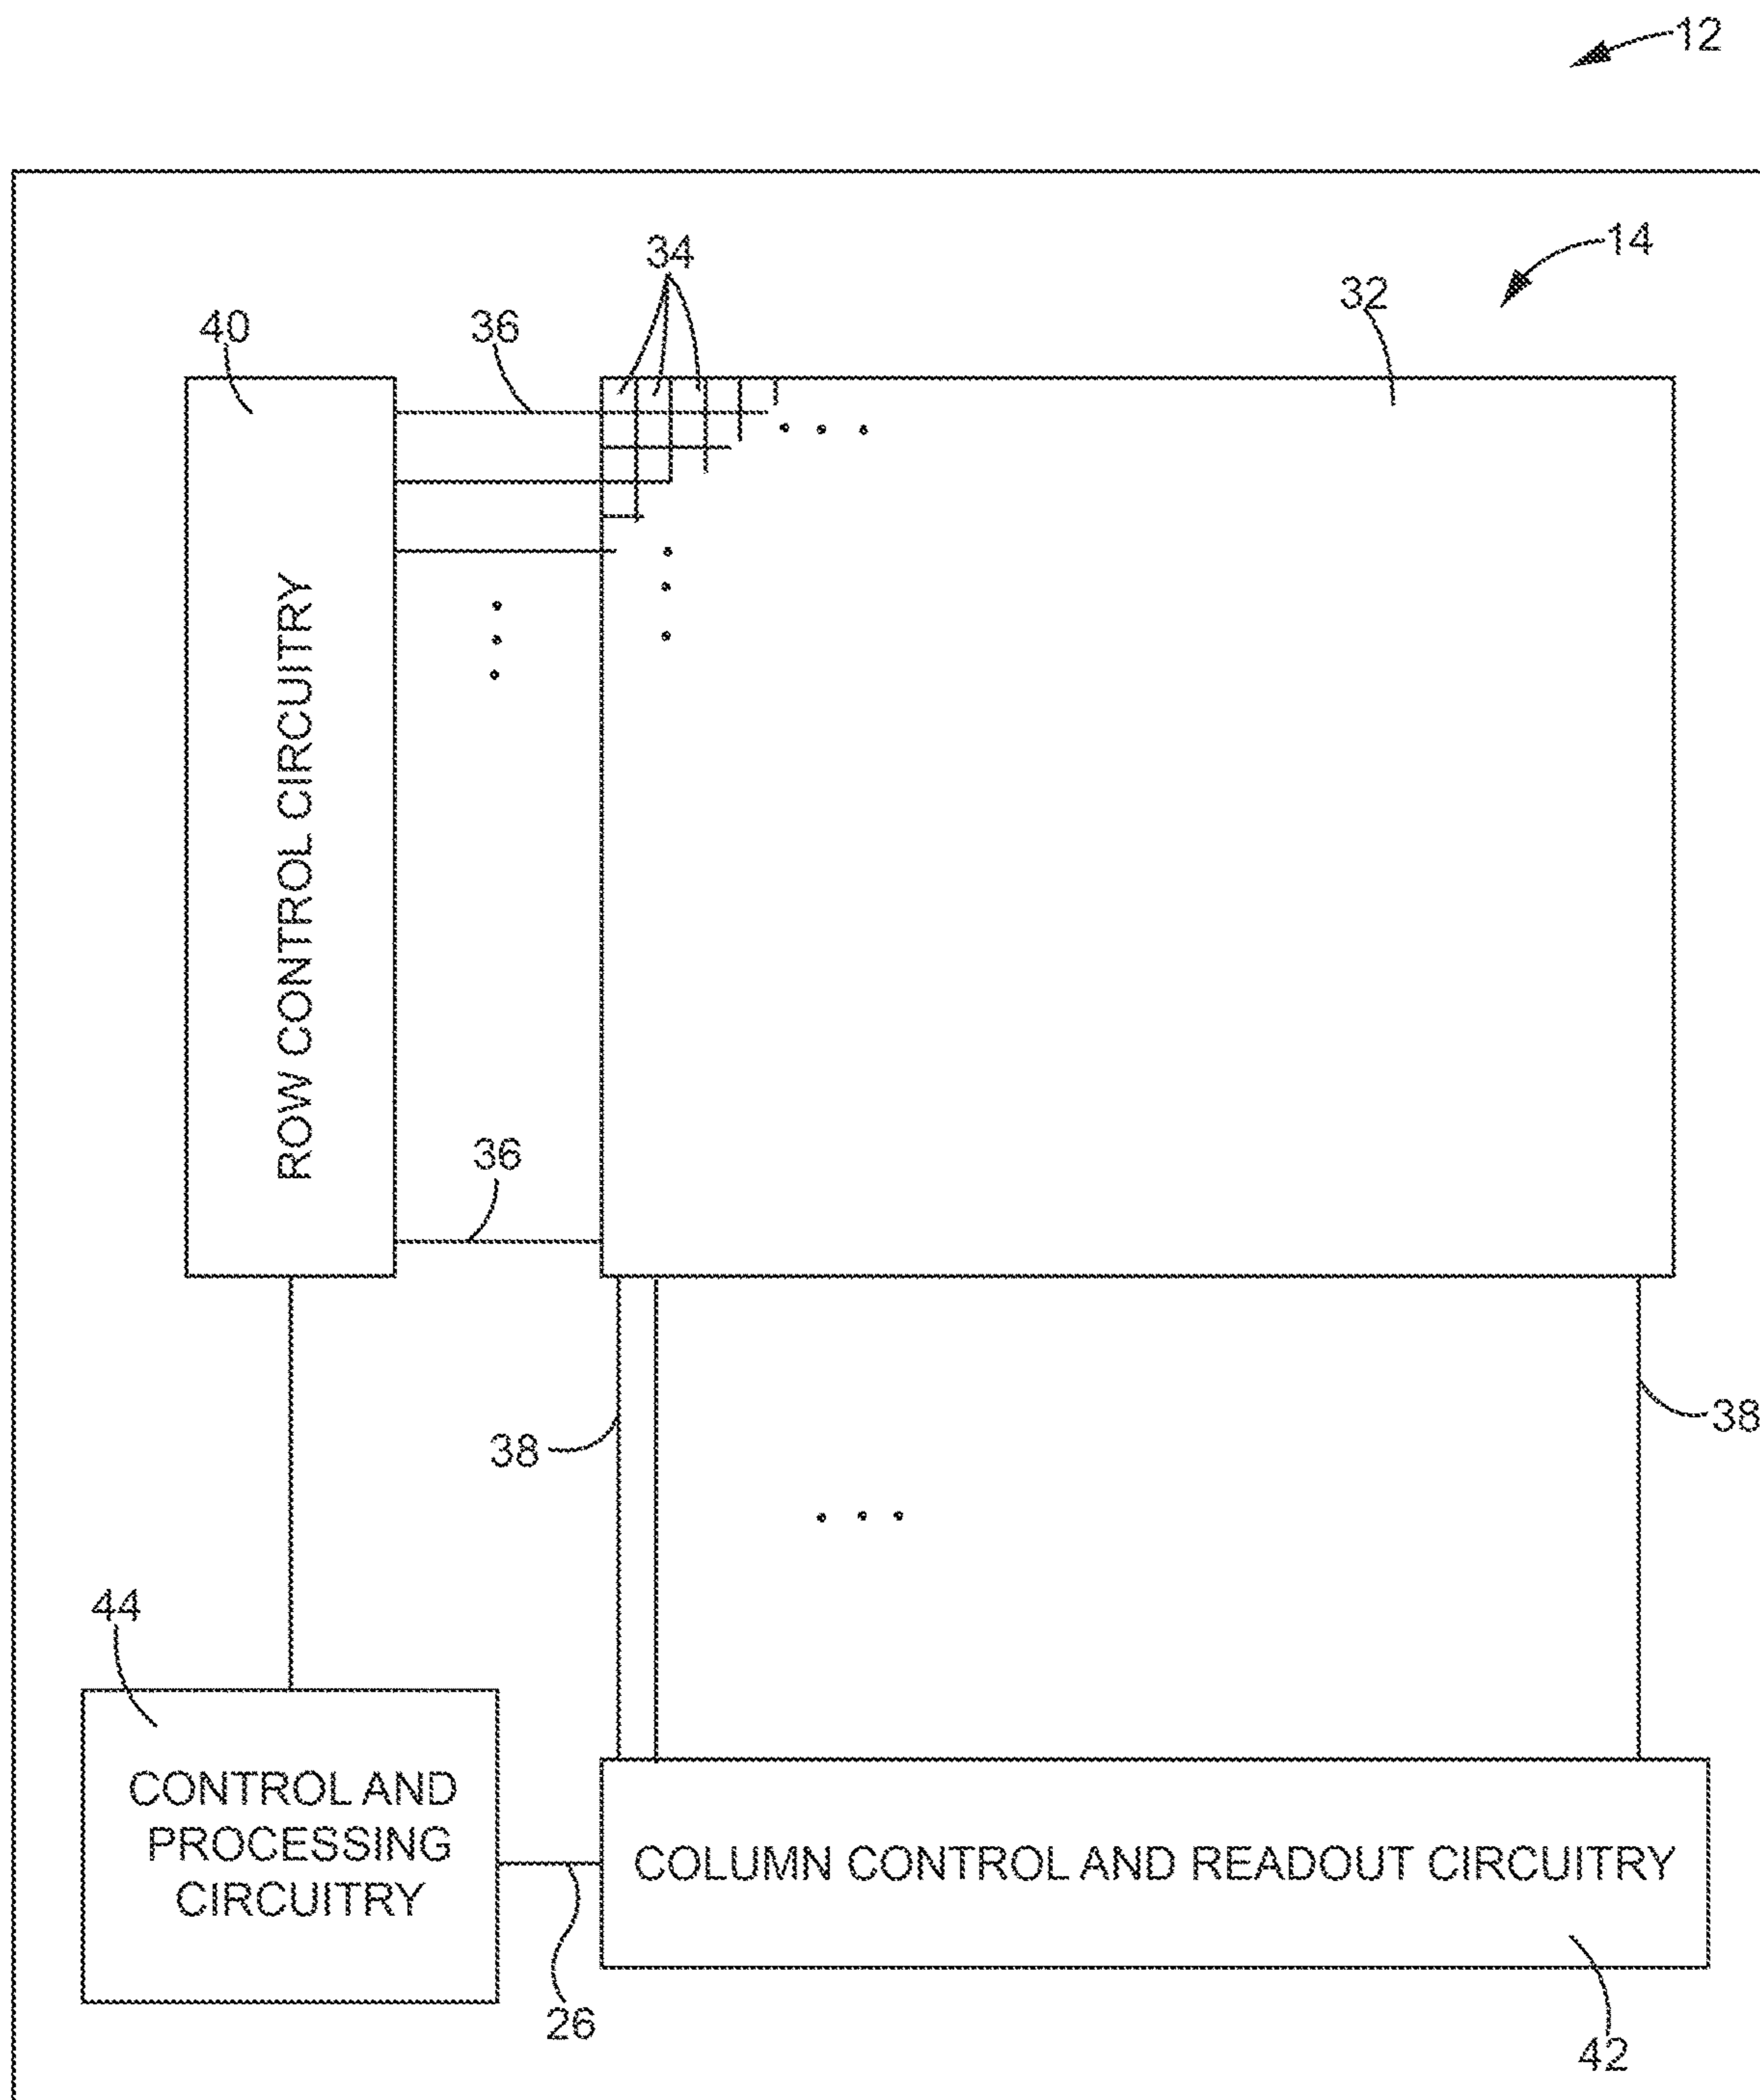 12
14
34
32
40
36
ROW CONTROL CIRCUITRY
36
38
38
44
CONTROL AND
PROCESSING
CIRCUITRY
COLUMN CONTROL AND READOUT CIRCUITRY
26
42